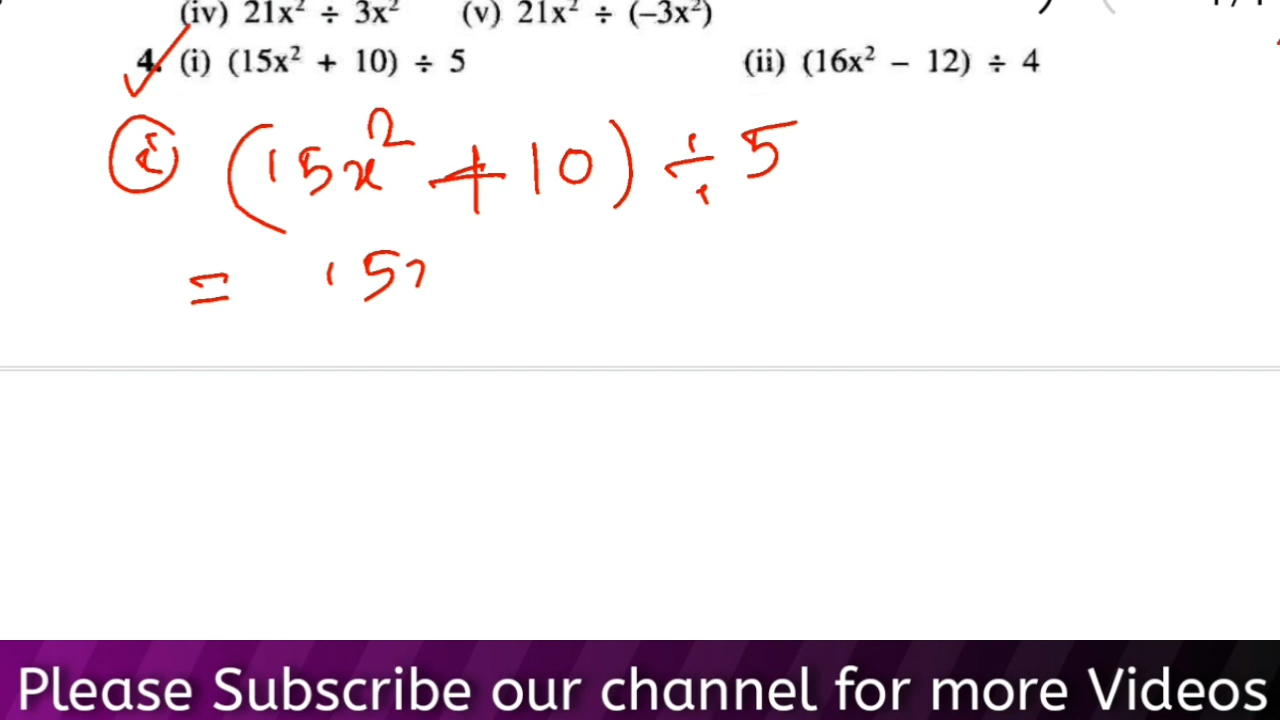 (iv) 21x² ÷ 3x² (v) 21x² ÷ (–3x²)
4. (i) (15x² + 10) ÷ 5 (ii) (16x² – 12) ÷ 4
(i) (15x² + 10) ÷ 5
= 15
Please Subscribe our channel for more Videos